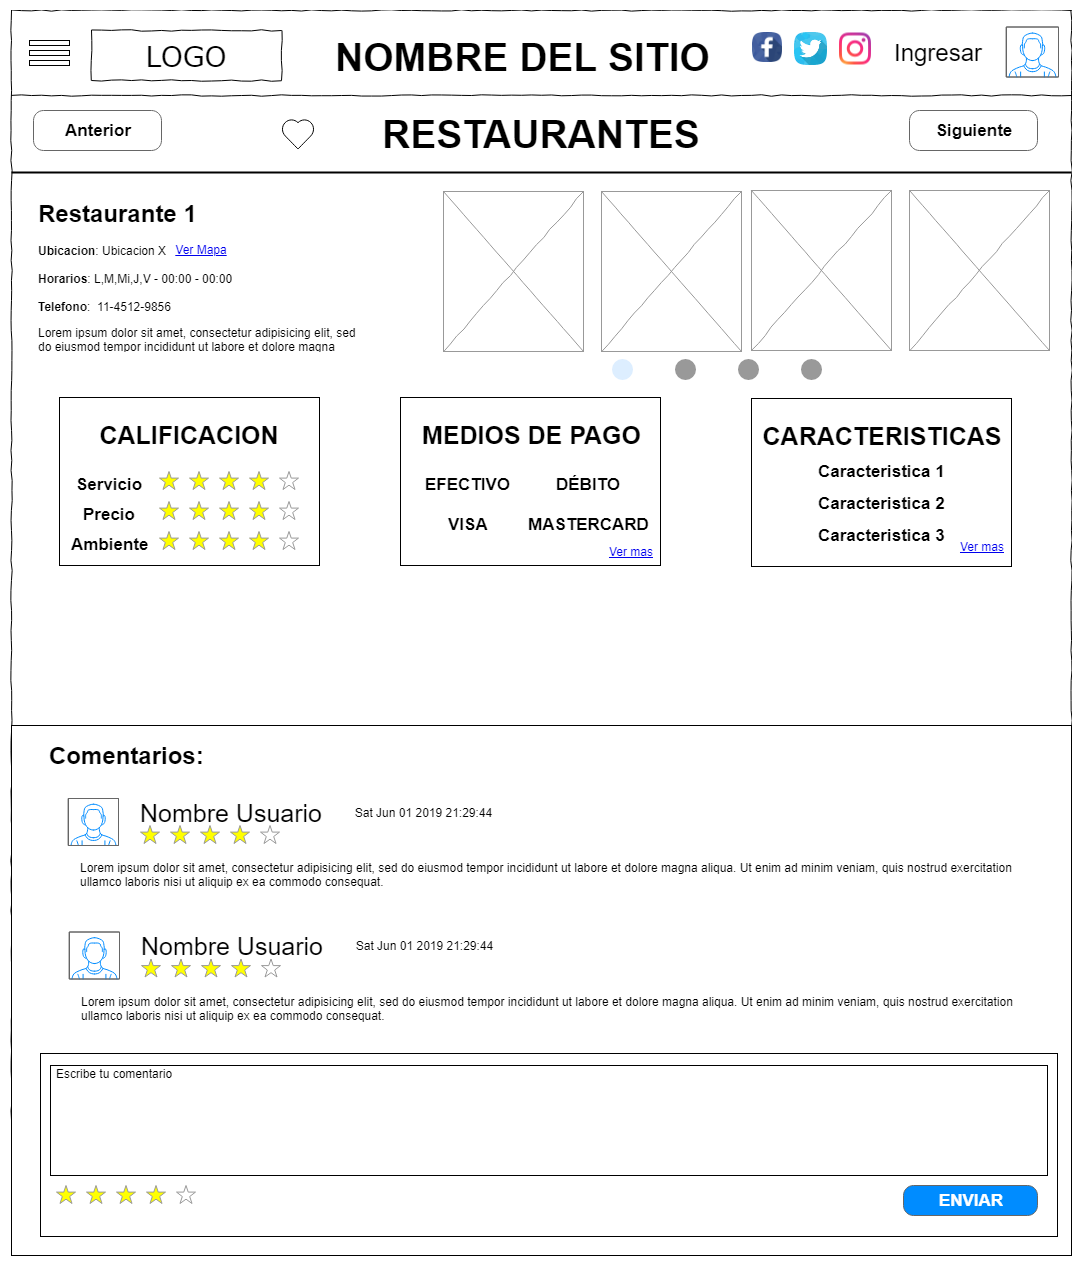 LOGO
NOMBRE DEL SITIO
Ingresar
Anterior
RESTAURANTES
Siguiente
Restaurante 1
Ubicacion: Ubicacion X Ver Mapa
Horarios: L,M,Mi,J,V - 00:00 - 00:00
Telefono: 11-4512-9856
Lorem ipsum dolor sit amet, consectetur adipisicing elit, sed
do eiusmod tempor incididunt ut labore et dolore magna
CALIFICACION
Servicio
Precio
Ambiente
MEDIOS DE PAGO
EFECTIVO DÉBITO
VISA MASTERCARD
Ver mas
CARACTERISTICAS
Caracteristica 1
Caracteristica 2
Caracteristica 3
Ver mas
Comentarios:
Nombre Usuario Sat Jun 01 2019 21:29:44
Lorem ipsum dolor sit amet, consectetur adipisicing elit, sed do eiusmod tempor incididunt ut labore et dolore magna aliqua. Ut enim ad minim veniam, quis nostrud exercitation
ullamco laboris nisi ut aliquip ex ea commodo consequat.
Nombre Usuario Sat Jun 01 2019 21:29:44
Lorem ipsum dolor sit amet, consectetur adipisicing elit, sed do eiusmod tempor incididunt ut labore et dolore magna aliqua. Ut enim ad minim veniam, quis nostrud exercitation
ullamco laboris nisi ut aliquip ex ea commodo consequat.
Escribe tu comentario
ENVIAR